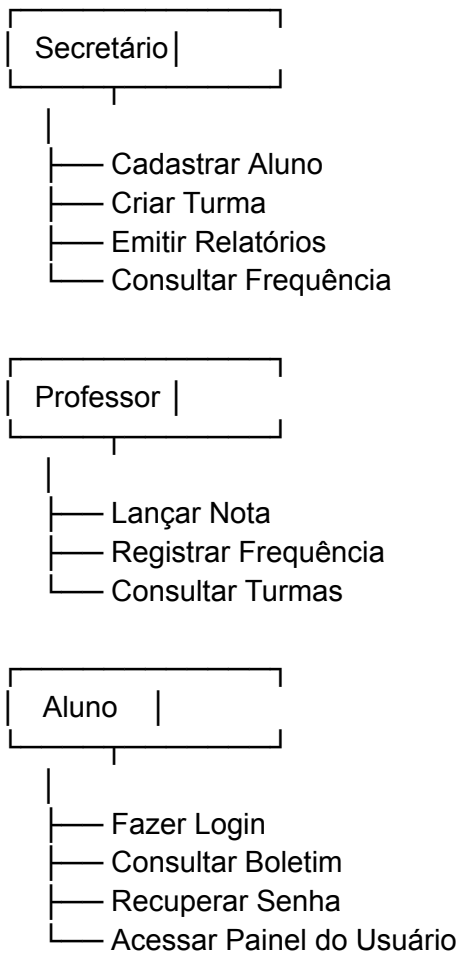 Secretário
Cadastrar Aluno
Criar Turma
Emitir Relatórios
Consultar Frequência
Professor
Lançar Nota
Registrar Frequência
Consultar Turmas
Aluno
Fazer Login
Consultar Boletim
Recuperar Senha
Acessar Painel do Usuário